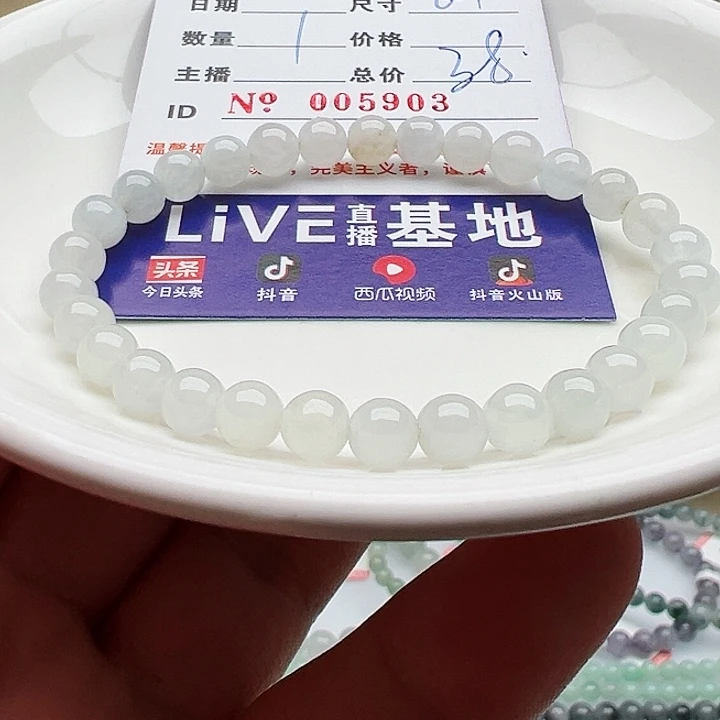 日期 尺寸
数量 1 价格
主播 总价 38.
ID Nº 005903
温馨提
完美主义者，谨慎
LiVE 直播 基地
头条
今日头条 抖音 西瓜视频 抖音火山版